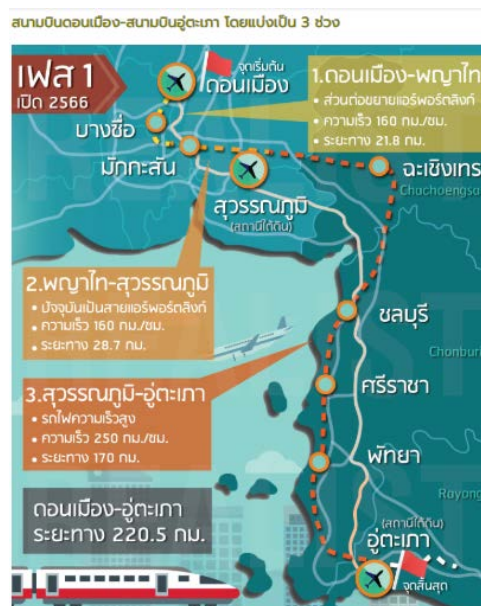 สนามบินดอนเมือง-สนามบินอู่ตะเภา โดยแบ่งเป็น 3 ช่วง
เฟส 1
เปิด 2566
จุดเริ่มต้น
ดอนเมือง
1.ดอนเมือง-พญาไท
• ส่วนต่อขยายแอร์พอร์ตลิงก์
• ความเร็ว 160 กม./ชม.
• ระยะทาง 21.8 กม.
บางซื่อ
มักกะสัน
สุวรรณภูมิ
(สถานีใต้ดิน)
ฉะเชิงเทรา
2.พญาไท-สุวรรณภูมิ
• ปัจจุบันเป็นสายแอร์พอร์ตลิงก์
• ความเร็ว 160 กม./ชม.
• ระยะทาง 28.7 กม.
ชลบุรี
Chonburi
3.สุวรรณภูมิ-อู่ตะเภา
• รถไฟความเร็วสูง
• ความเร็ว 250 กม./ชม.
• ระยะทาง 170 กม.
ศรีราชา
พัทยา
Rayong
ดอนเมือง-อู่ตะเภา
ระยะทาง 220.5 กม.
(สถานีใต้ดิน)
อู่ตะเภา
จุดสิ้นสุด